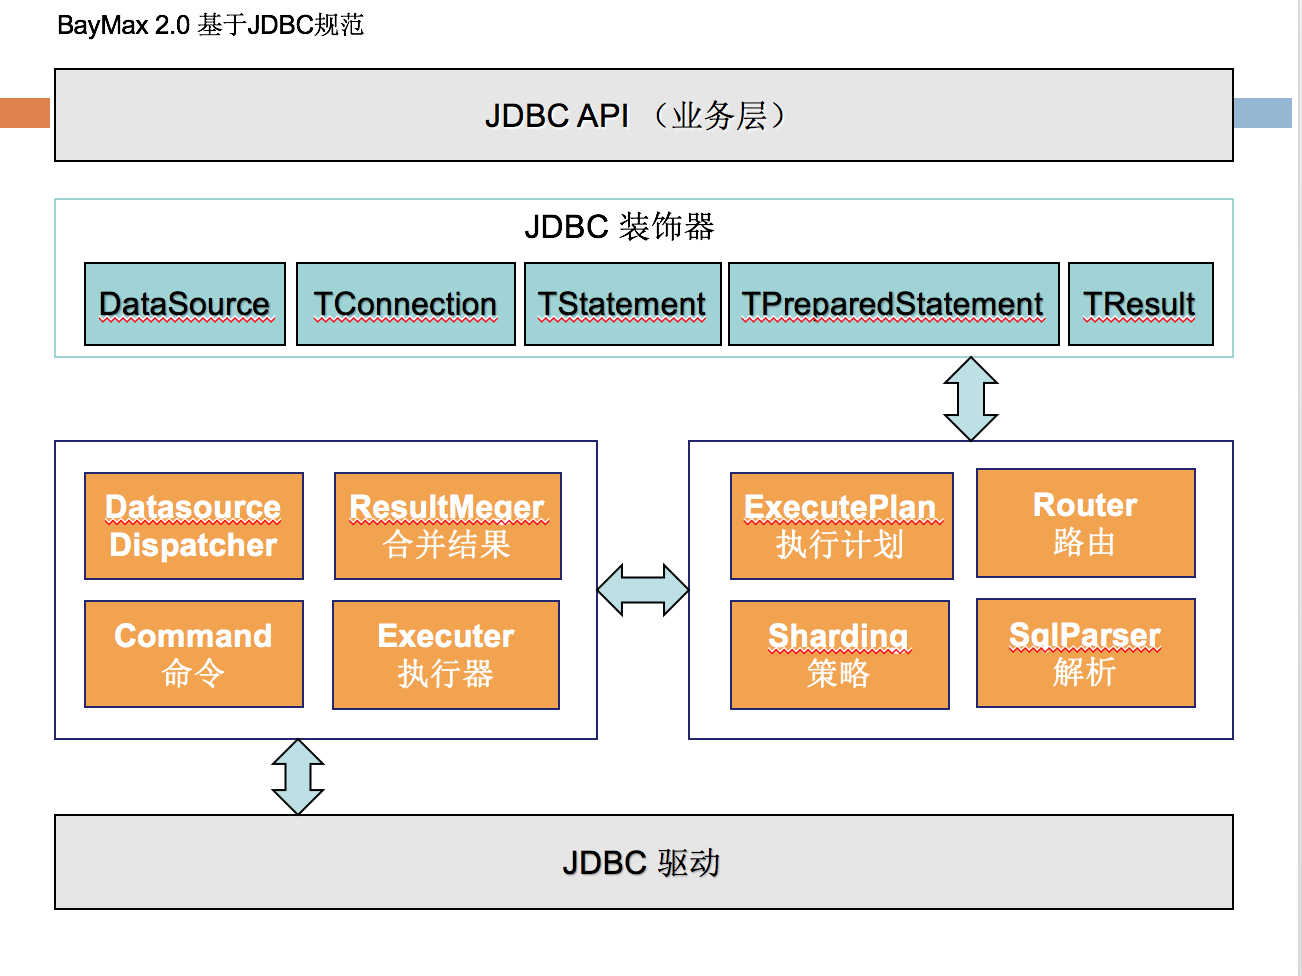 BayMax 2.0 基于JDBC规范
JDBC API （业务层）
JDBC 装饰器
DataSource
TConnection
TStatement
TPreparedStatement
TResult
Datasource
Dispatcher
ResultMeger
合并结果
ExecutePlan
执行计划
Router
路由
Command
命令
Executer
执行器
Sharding
策略
SqlParser
解析
JDBC 驱动